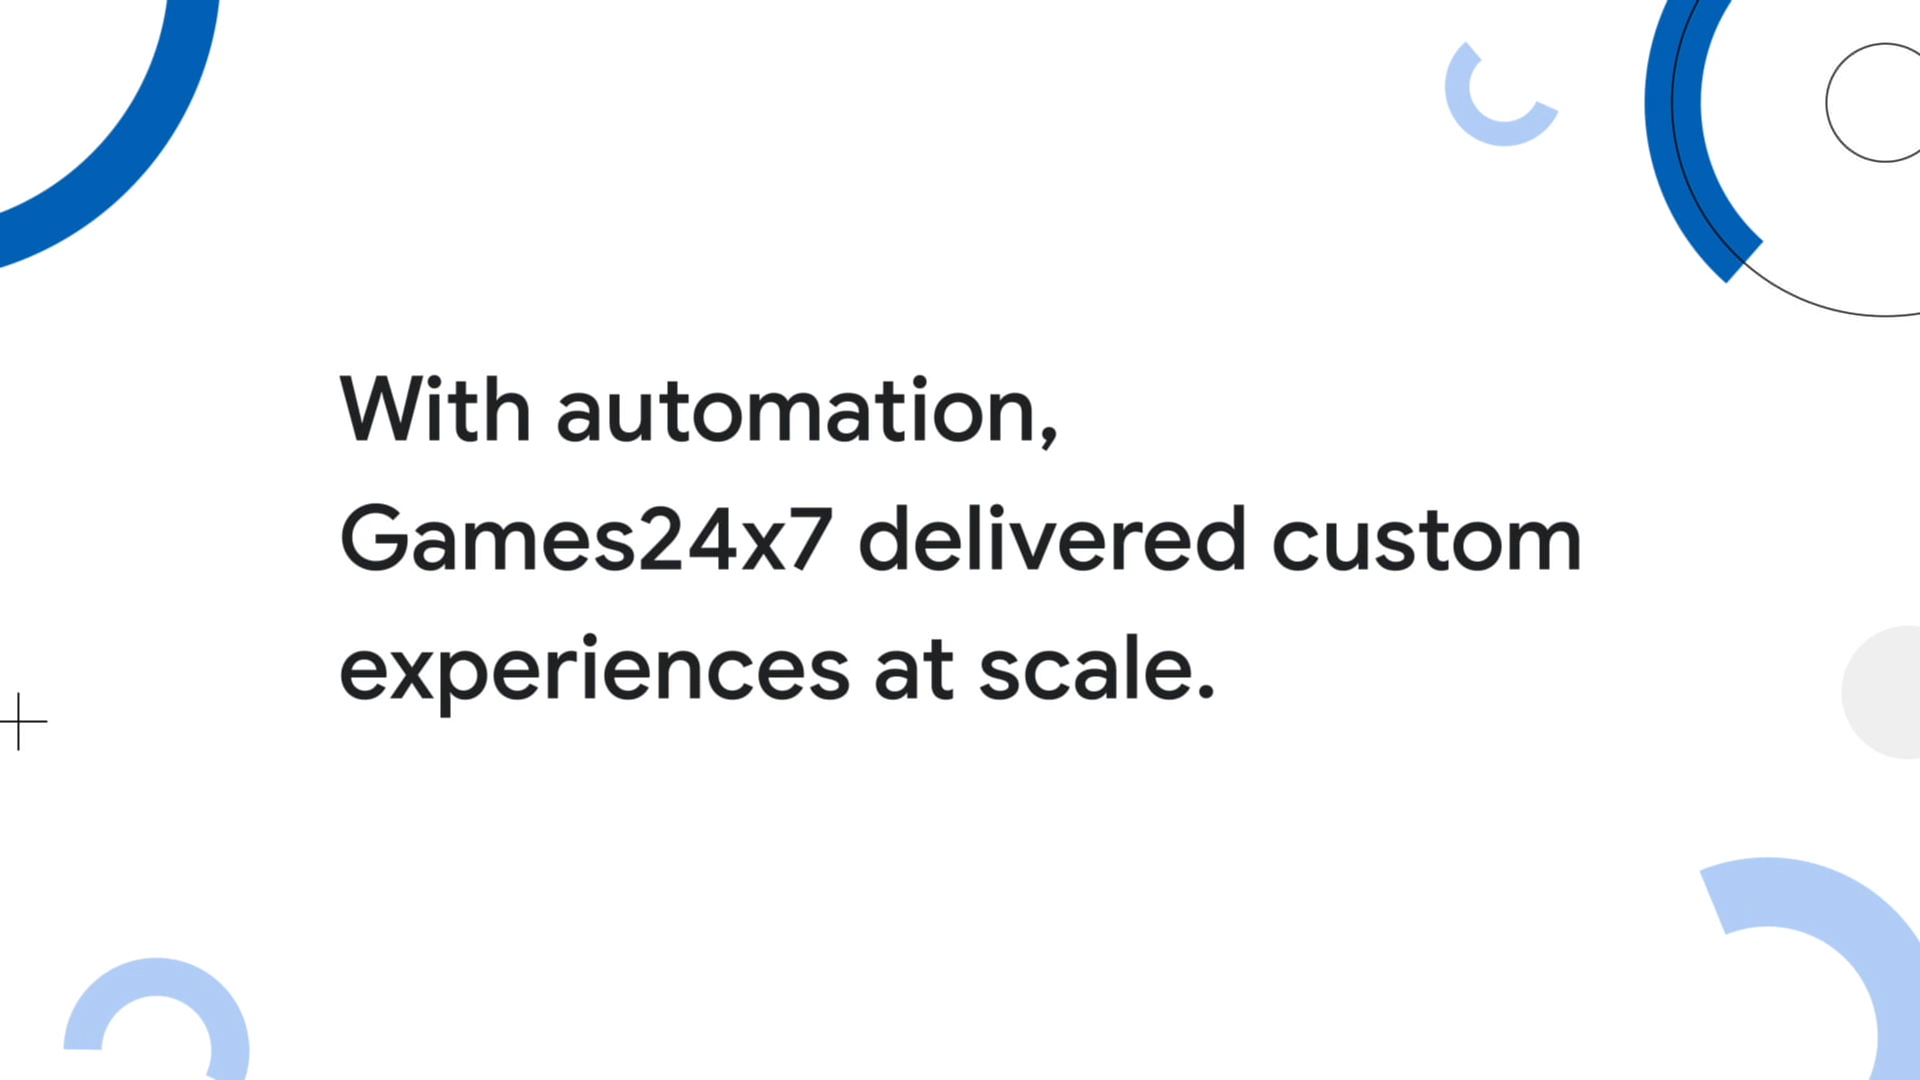 With automation,
Games24x7 delivered custom
experiences at scale.